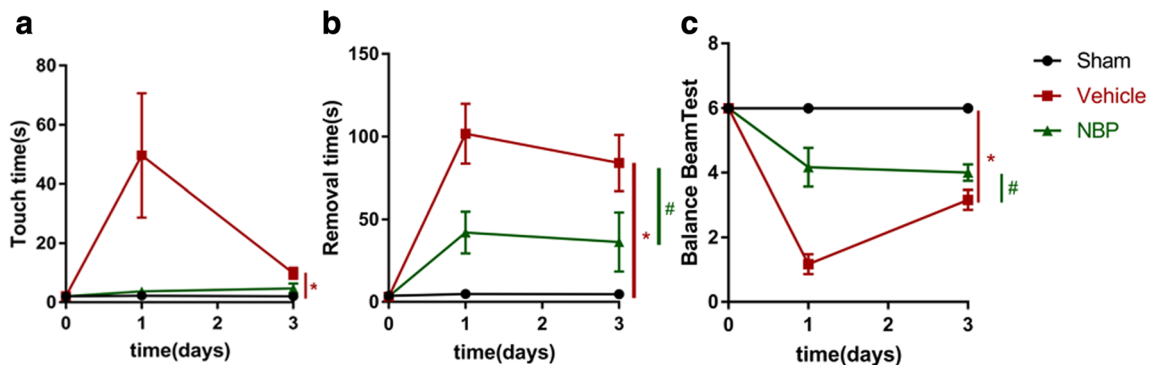 a
Touch time(s)
80
60
40
20
0
0 1 2 3
time(days)
*
b
Removal time(s)
150
100
50
0
0 1 2 3
time(days)
*
#
c
Balance BeamTest
8
6
4
2
0
0 1 2 3
time(days)
*
#
Sham
Vehicle
NBP